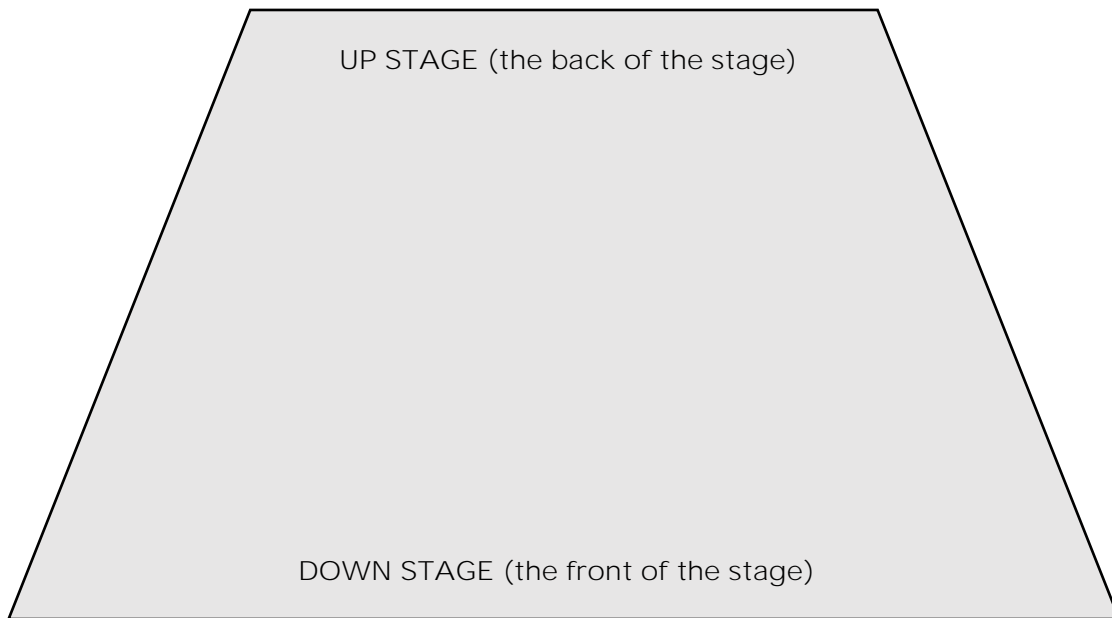 UP STAGE (the back of the stage)
DOWN STAGE (the front of the stage)